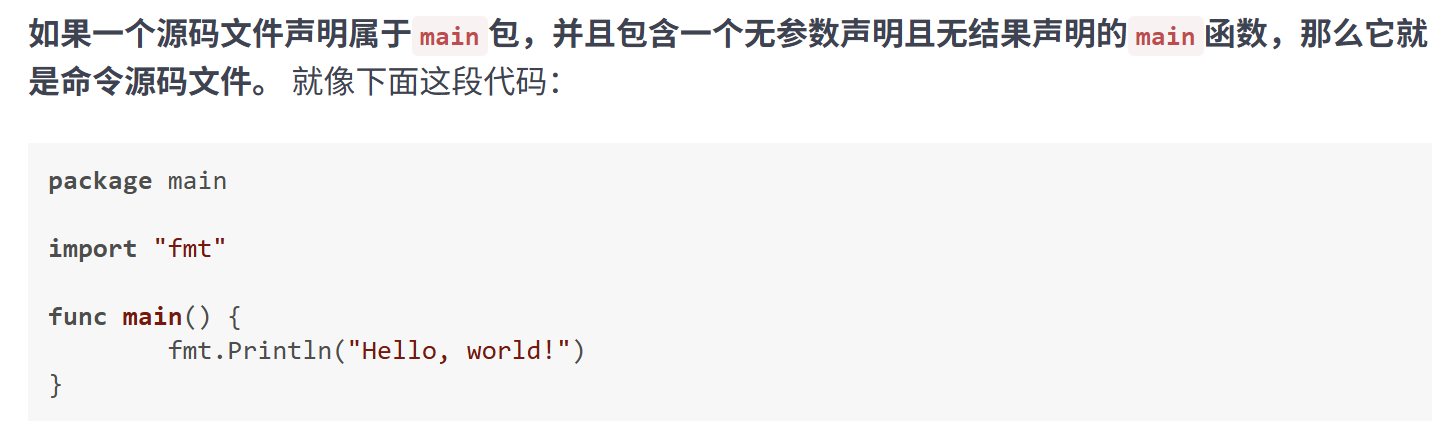 如果一个源码文件声明属于main包，并且包含一个无参数声明且无结果声明的main函数，那么它就
是命令源码文件。 就像下面这段代码：
package main
import "fmt"
func main() {
        fmt.Println("Hello, world!")
}